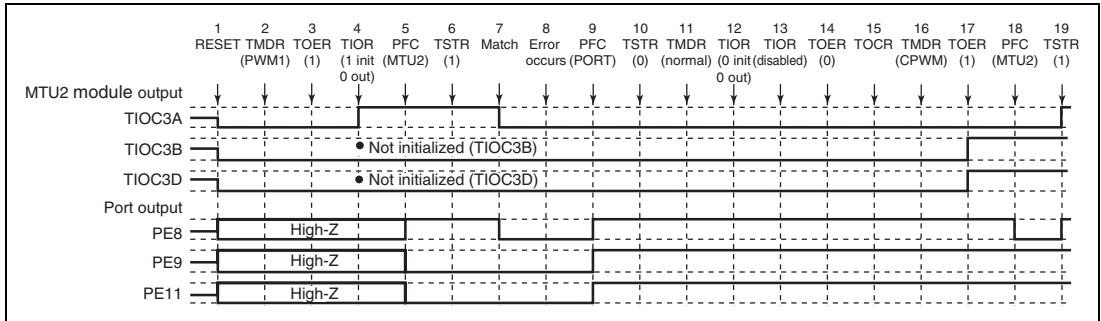 1 2 3 4 5 6 7 8 9 10 11 12 13 14 15 16 17 18 19
RESET TMDR TOER TIOR PFC TSTR Match Error PFC TSTR TMDR TIOR TIOR TOER TOCR TMDR TOER PFC TSTR
(PWM1) (1) (1 init (MTU2) (1) occurs (PORT) (0) (normal) (0 init (disabled) (0) (CPWM) (1) (MTU2) (1)
0 out) 0 out)
MTU2 module output
TIOC3A
TIOC3B • Not initialized (TIOC3B)
TIOC3D • Not initialized (TIOC3D)
Port output
PE8 High-Z
PE9 High-Z
PE11 High-Z